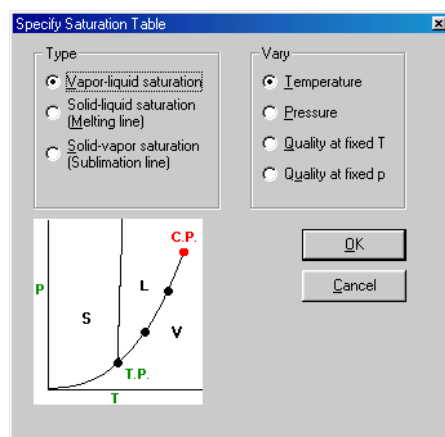 Specify Saturation Table
Type
Vapor-liquid saturation
Solid-liquid saturation
(Melting line)
Solid-vapor saturation
(Sublimation line)
Vary
Temperature
Pressure
Quality at fixed T
Quality at fixed p
C.P.
P
L
S
V
T.P.
T
OK
Cancel